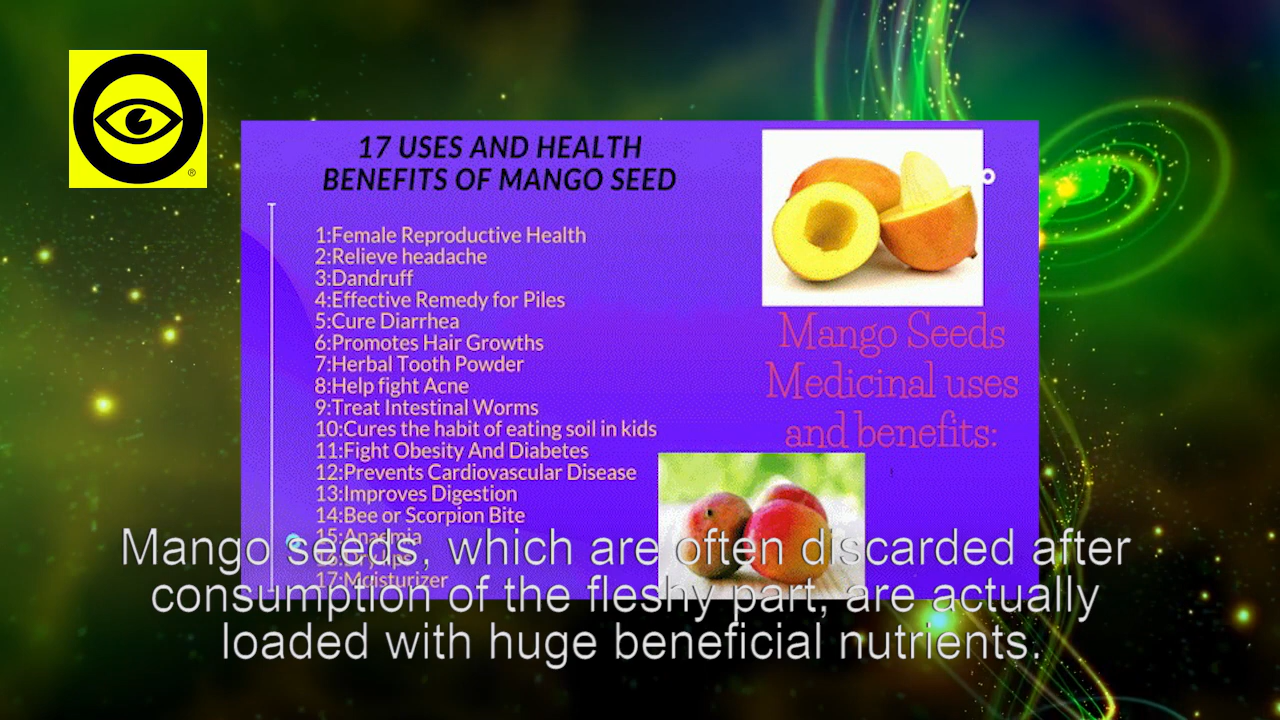 17 USES AND HEALTH
BENEFITS OF MANGO SEED
1:Female Reproductive Health
2:Relieve headache
3:Dandruff
4:Effective Remedy for Piles
5:Cure Diarrhea
6:Promotes Hair Growths
7:Herbal Tooth Powder
8:Help fight Acne
9:Treat Intestinal Worms
10:Cures the habit of eating soil in kids
11:Fight Obesity And Diabetes
12:Prevents Cardiovascular Disease
13:Improves Digestion
14:Bee or Scorpion Bite
17:Moisturizer
Mango Seeds
Medicinal uses
and benefits:
Mango seeds, which are often discarded after
consumption of the fleshy part, are actually
loaded with huge beneficial nutrients.
®